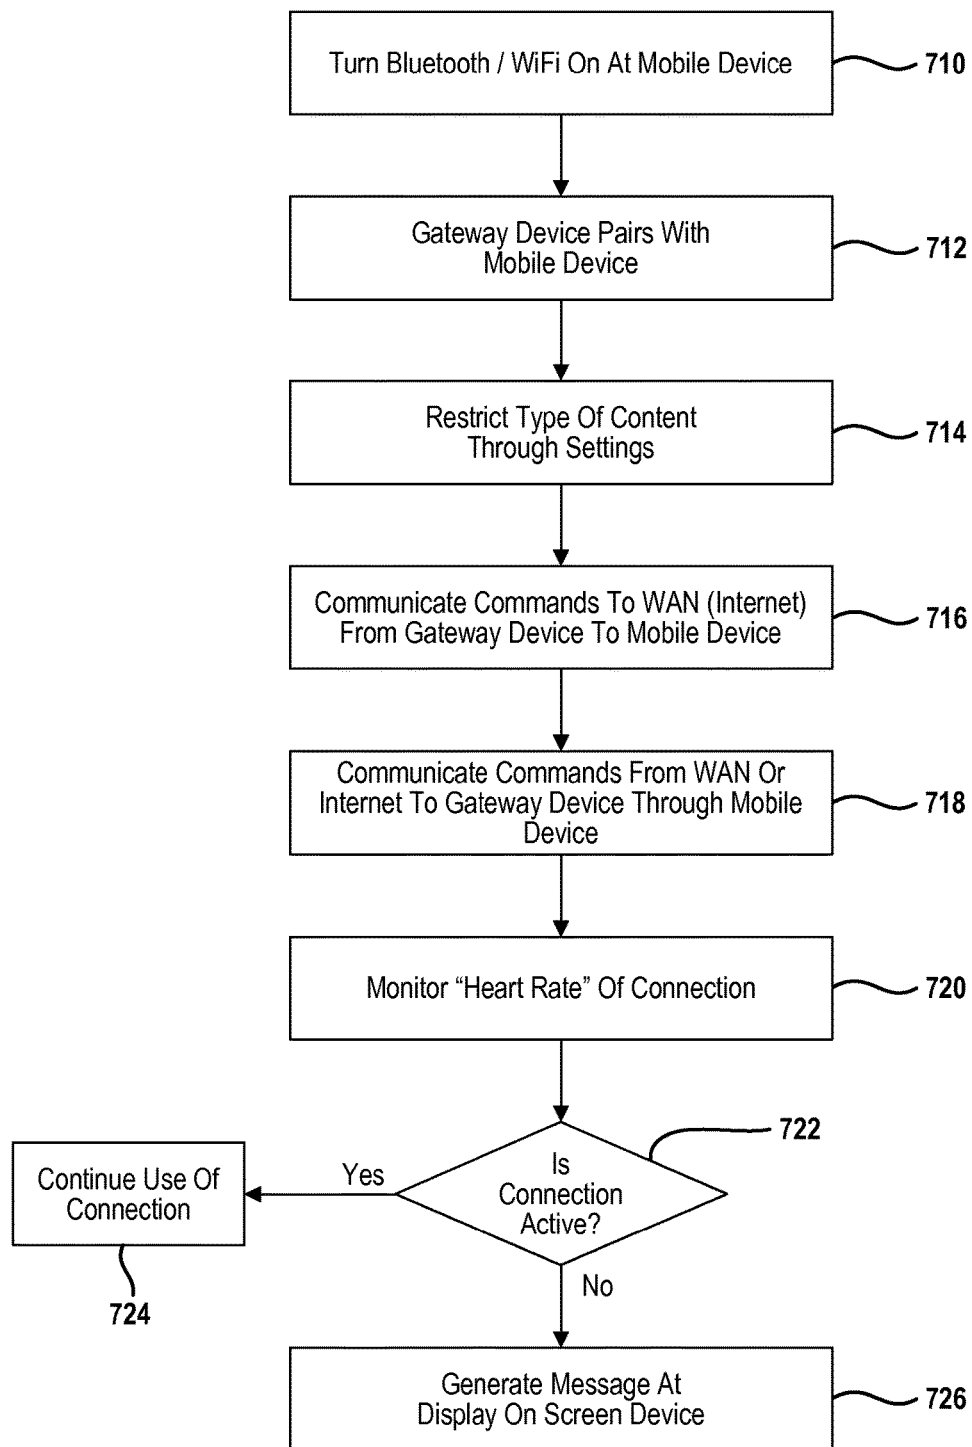 Turn Bluetooth / WiFi On At Mobile Device
710
Gateway Device Pairs With
Mobile Device
712
Restrict Type Of Content
Through Settings
714
Communicate Commands To WAN (Internet)
From Gateway Device To Mobile Device
716
Communicate Commands From WAN Or
Internet To Gateway Device Through Mobile
Device
718
Monitor “Heart Rate” Of Connection
720
722
Is
Connection
Active?
Yes
Continue Use Of
Connection
724
No
Generate Message At
Display On Screen Device
726